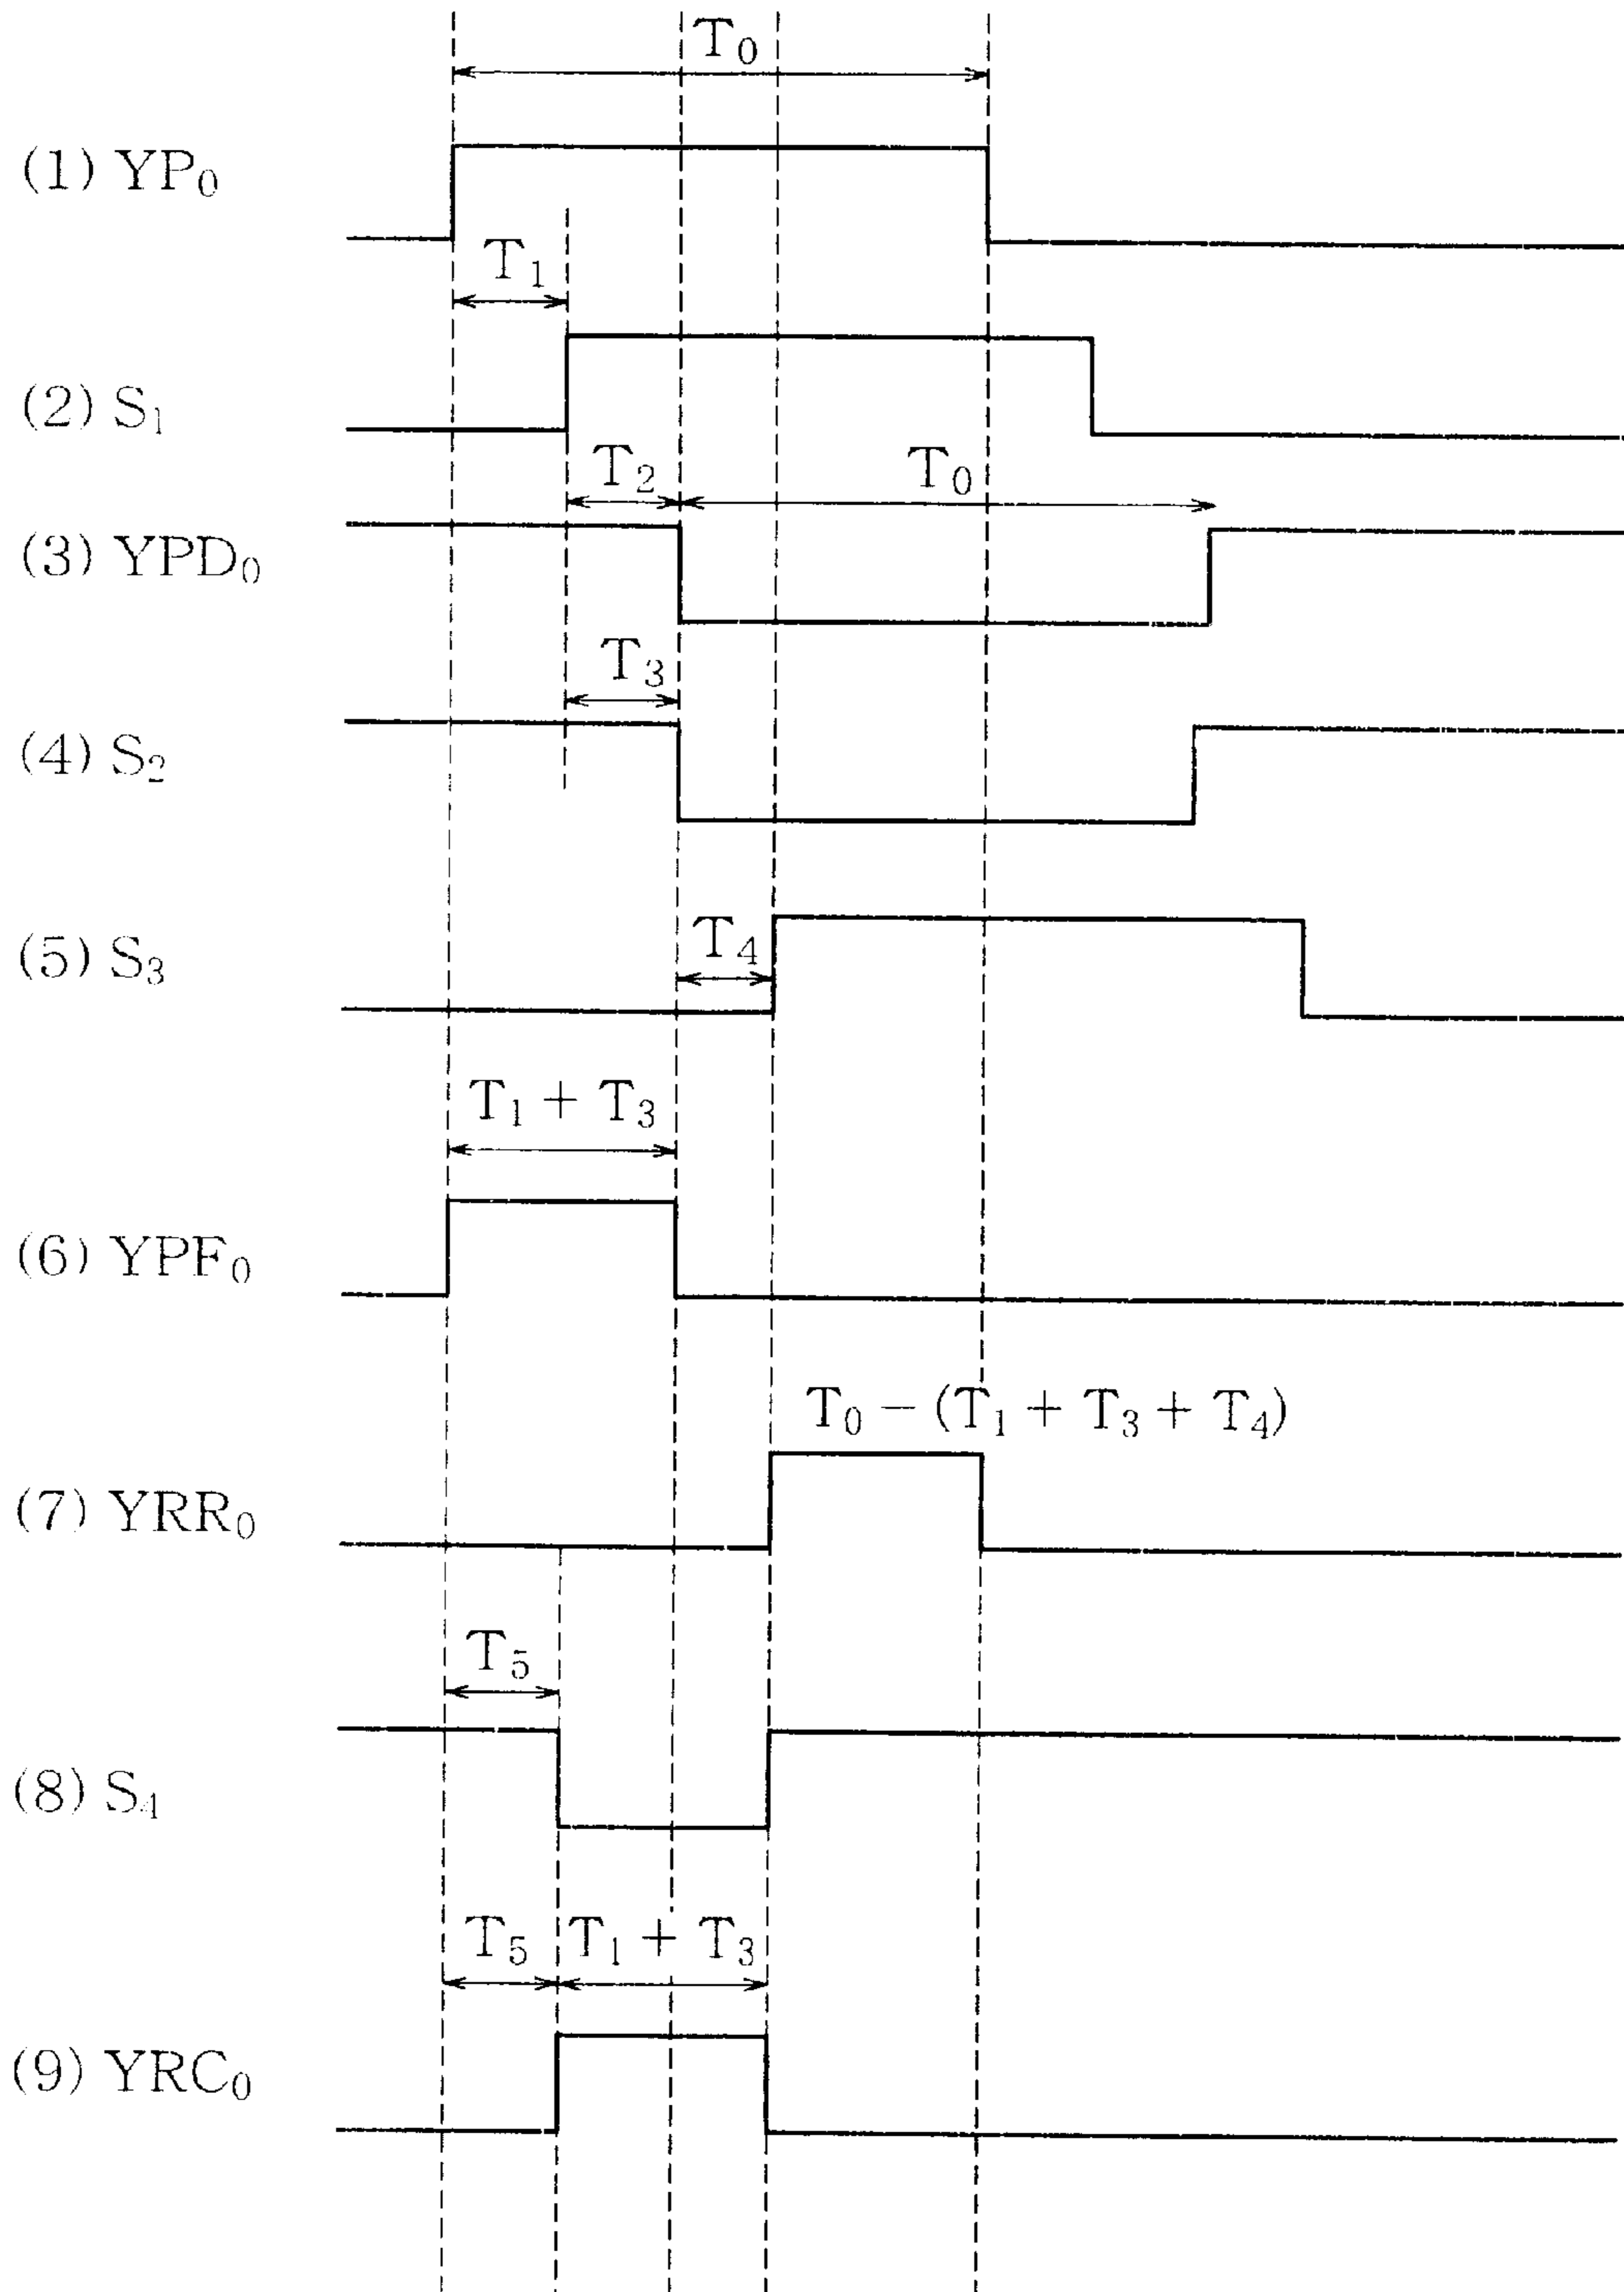 T₀
(1) YP₀
T₁
(2) S₁
T₂ T₀
(3) YPD₀
T₃
(4) S₂
(5) S₃
T₄
T₁ + T₃
(6) YPF₀
T₀ − (T₁ + T₃ + T₄)
(7) YRR₀
T₅
(8) S₄
T₅ T₁ + T₃
(9) YRC₀